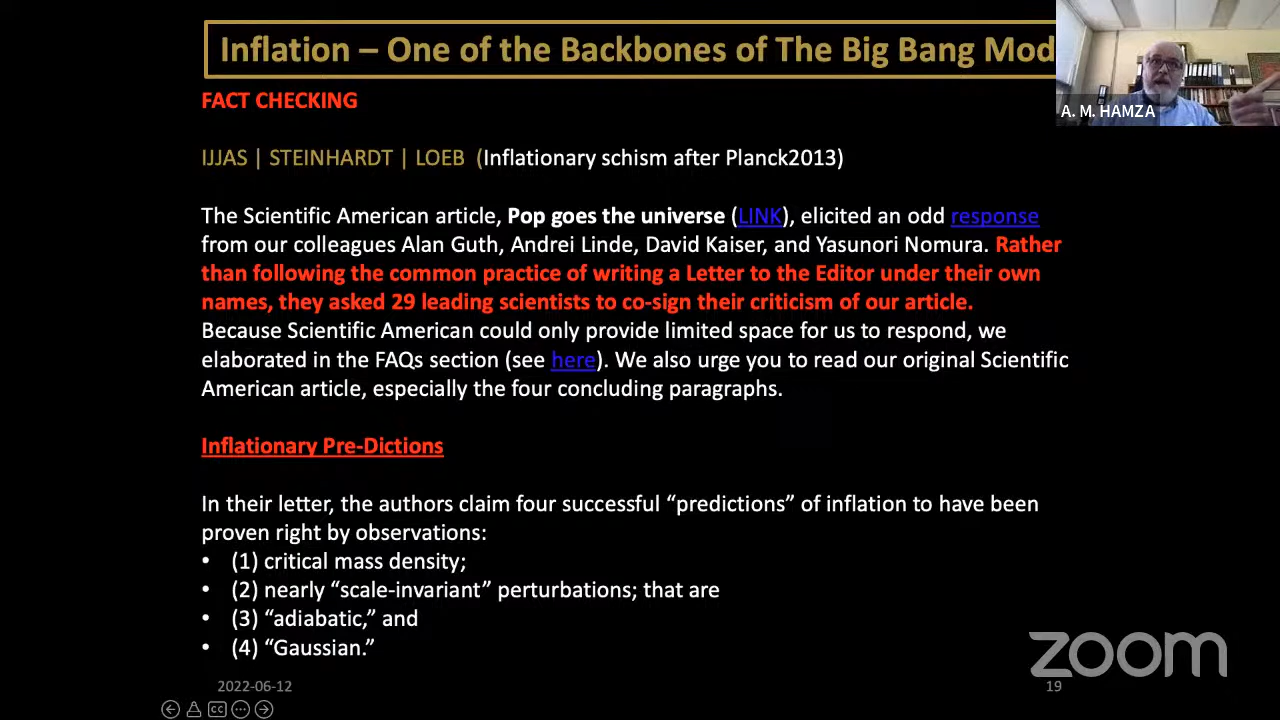 Inflation – One of the Backbones of The Big Bang Mod
A. M. HAMZA
FACT CHECKING
IJJAS | STEINHARDT | LOEB (Inflationary schism after Planck2013)
The Scientific American article, Pop goes the universe (LINK), elicited an odd response
from our colleagues Alan Guth, Andrei Linde, David Kaiser, and Yasunori Nomura. Rather
than following the common practice of writing a Letter to the Editor under their own
names, they asked 29 leading scientists to co-sign their criticism of our article.
Because Scientific American could only provide limited space for us to respond, we
elaborated in the FAQs section (see here). We also urge you to read our original Scientific
American article, especially the four concluding paragraphs.
Inflationary Pre-Dictions
In their letter, the authors claim four successful “predictions” of inflation to have been
proven right by observations:
• (1) critical mass density;
• (2) nearly “scale-invariant” perturbations; that are
• (3) “adiabatic,” and
• (4) “Gaussian.”
zoom
2022-06-12
19
CC